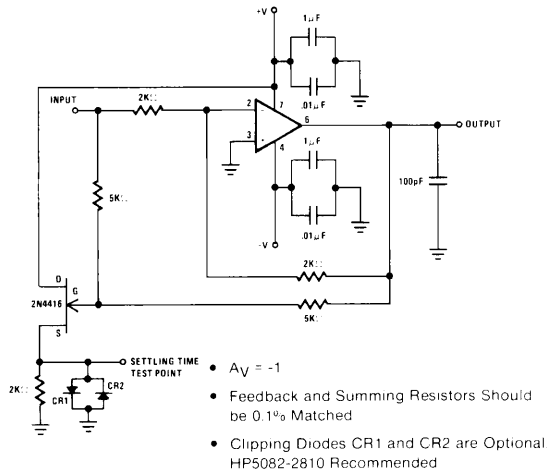 +V
1µF
.01µF
INPUT
2KΩ
2
7
6
3
4
OUTPUT
1µF
.01µF
100pF
5K
-V
2KΩ
5K
D
G
2N4416
S
SETTLING TIME
TEST POINT
2KΩ
CR1
CR2
• AV = -1
• Feedback and Summing Resistors Should
be 0.1% Matched
• Clipping Diodes CR1 and CR2 are Optional.
HP5082-2810 Recommended